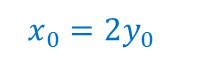 x₀ = 2y₀